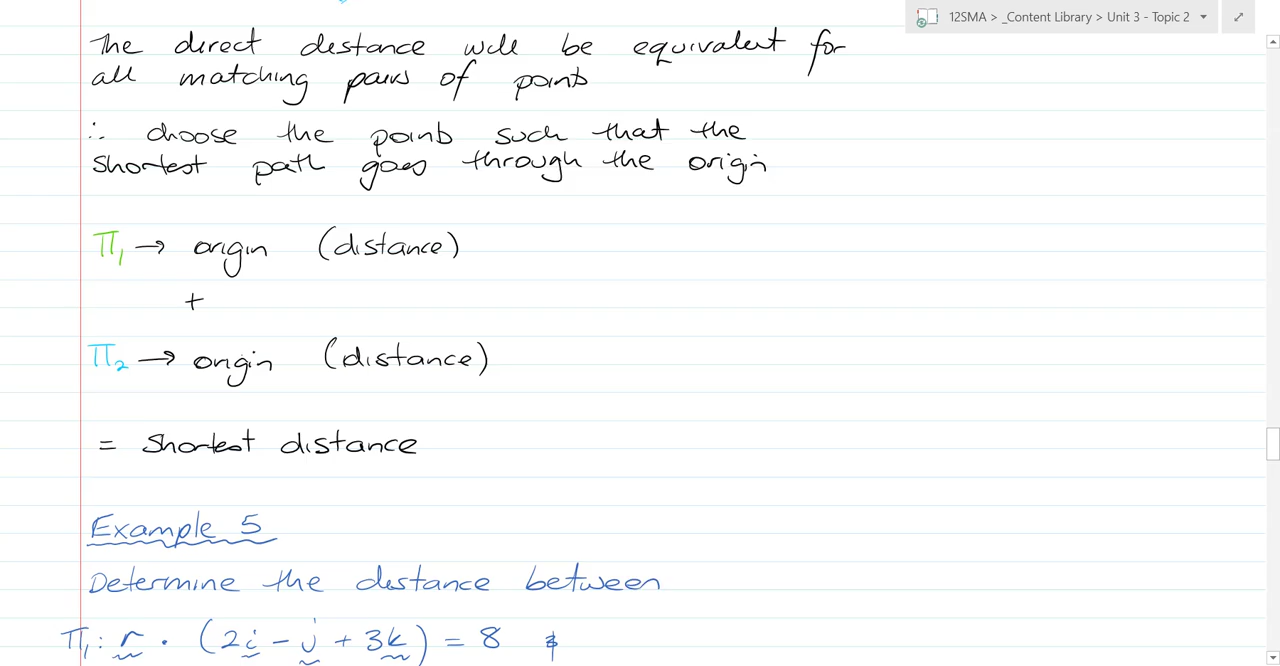 12SMA > _Content Library > Unit 3 - Topic 2
The direct distance will be equivalent for
all matching pairs of points
∴ choose the points such that the
shortest path goes through the origin
Π₁ → origin (distance)
+
Π₂ → origin (distance)
= shortest distance
Example 5
Determine the distance between
Π₁: r · (2i - j + 3k) = 8